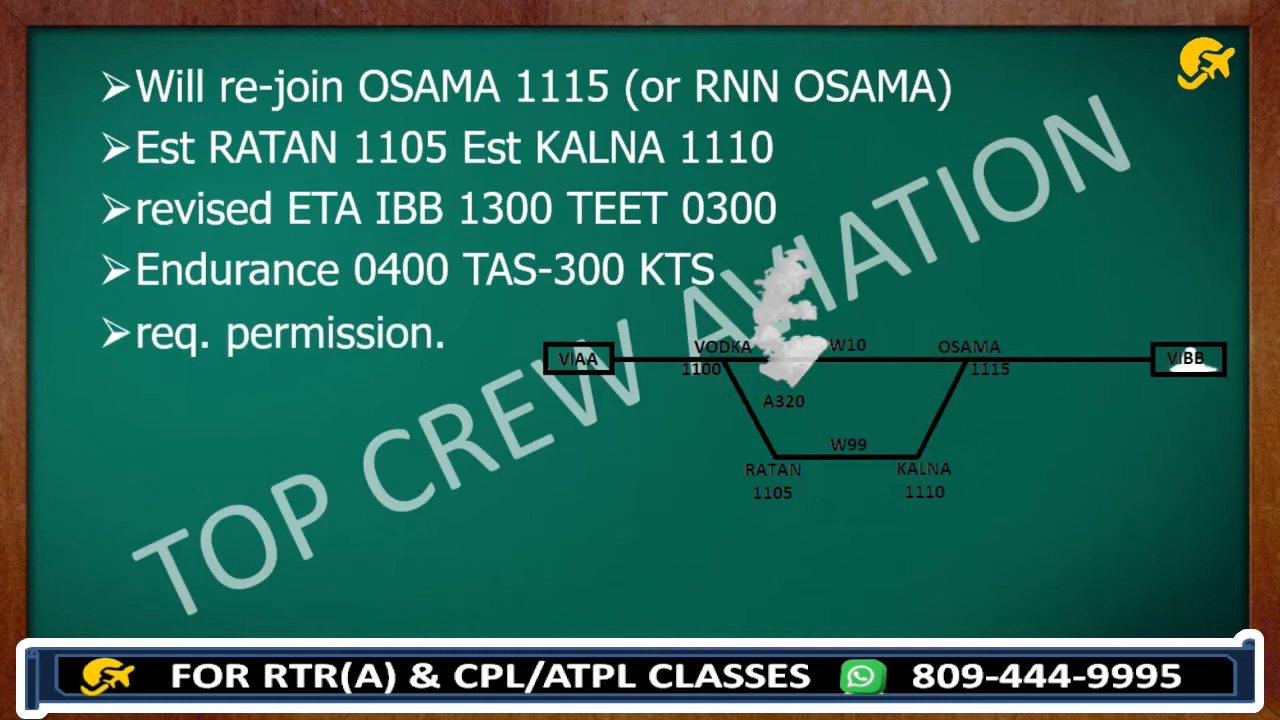 ➢Will re-join OSAMA 1115 (or RNN OSAMA)
➢Est RATAN 1105 Est KALNA 1110
➢revised ETA IBB 1300 TEET 0300
➢Endurance 0400 TAS-300 KTS
➢req. permission.
TOP CREW AVIATION
VIAA
VODKA
W10
OSAMA
VIBB
1100
1115
A320
W99
RATAN
KALNA
1105
1110
FOR RTR(A) & CPL/ATPL CLASSES 809-444-9995